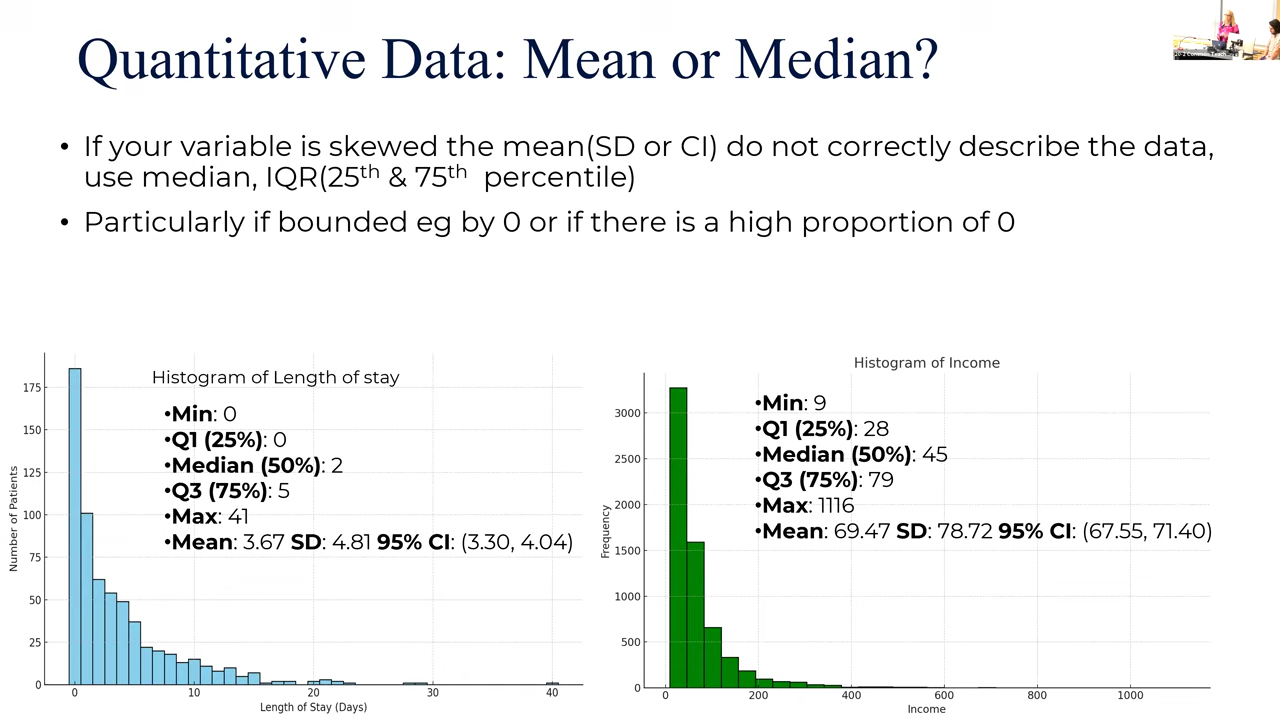 Quantitative Data: Mean or Median?
• If your variable is skewed the mean(SD or CI) do not correctly describe the data,
use median, IQR(25th & 75th percentile)
• Particularly if bounded eg by 0 or if there is a high proportion of 0
Histogram of Length of stay
•Min: 0
•Q1 (25%): 0
•Median (50%): 2
•Q3 (75%): 5
•Max: 41
•Mean: 3.67 SD: 4.81 95% CI: (3.30, 4.04)
Number of Patients
175
150
125
100
75
50
25
0
0 10 20 30 40
Length of Stay (Days)
Histogram of Income
•Min: 9
•Q1 (25%): 28
•Median (50%): 45
•Q3 (75%): 79
•Max: 1116
•Mean: 69.47 SD: 78.72 95% CI: (67.55, 71.40)
Frequency
3000
2500
2000
1500
1000
500
0
0 200 400 600 800 1000
Income